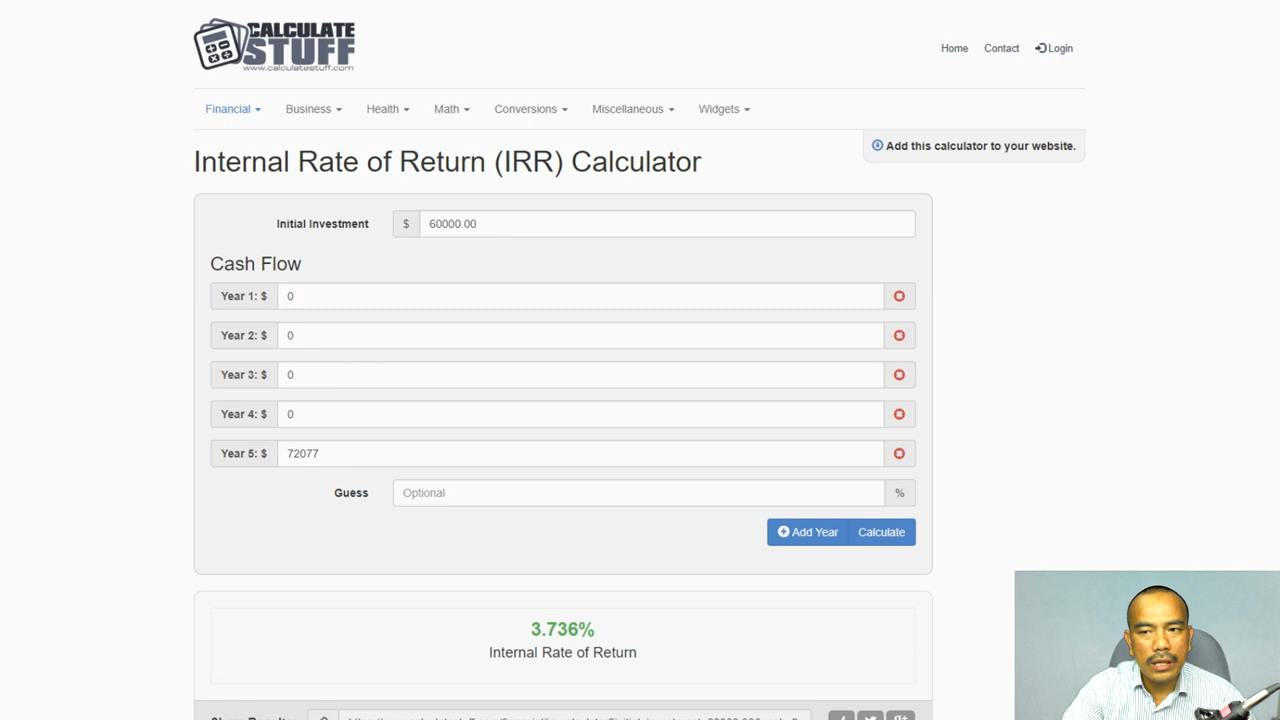 CALCULATE
STUFF
www.calculatestuff.com
Home Contact Login
Financial Business Health Math Conversions Miscellaneous Widgets
Add this calculator to your website.
Internal Rate of Return (IRR) Calculator
Initial Investment $ 60000.00
Cash Flow
Year 1: $ 0
Year 2: $ 0
Year 3: $ 0
Year 4: $ 0
Year 5: $ 72077
Guess Optional %
Add Year Calculate
3.736%
Internal Rate of Return